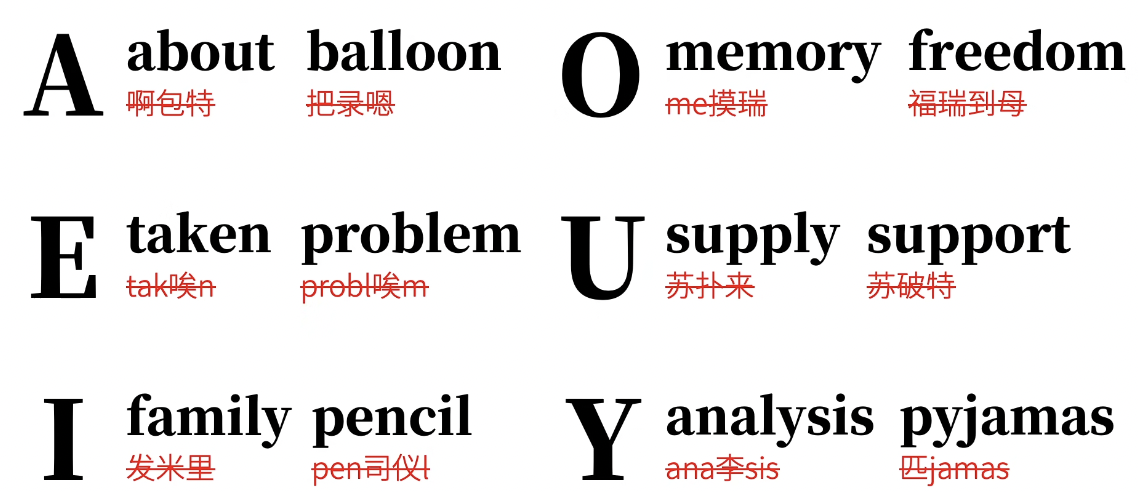 A about balloon
啊包特 把录嗯
O memory freedom
me摸瑞 福瑞到母
E taken problem
tak唉n probl唉m
U supply support
苏扑来 苏破特
I family pencil
发米里 pen司仪l
Y analysis pyjamas
ana李sis 匹jamas